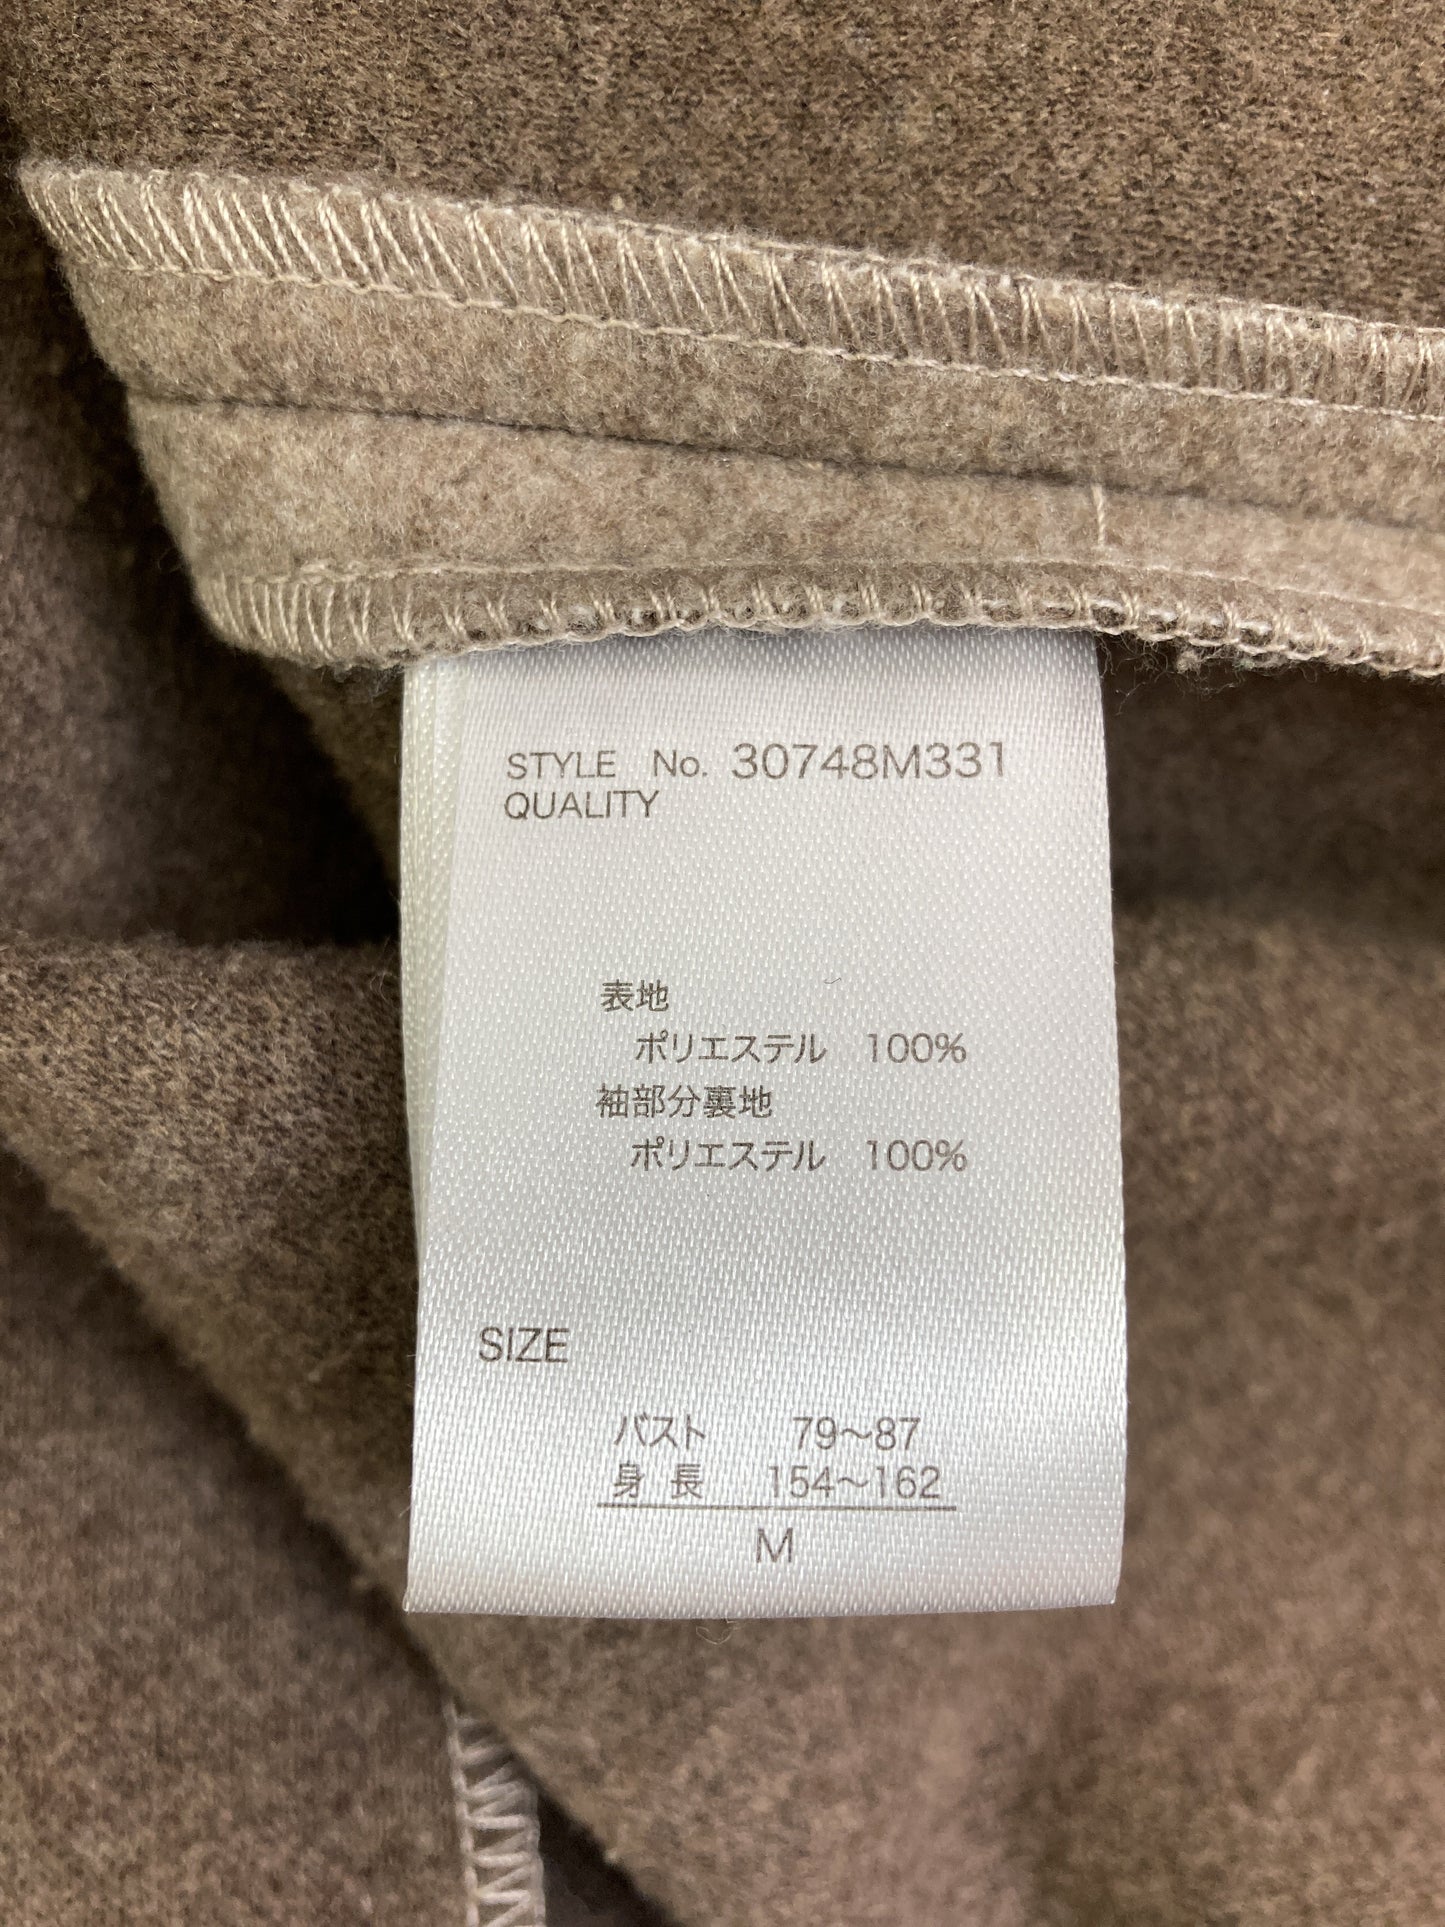 STYLE No. 30748M331
QUALITY
表地
ポリエステル 100%
袖部分裏地
ポリエステル 100%
SIZE
バスト 79〜87
身長 154〜162
M